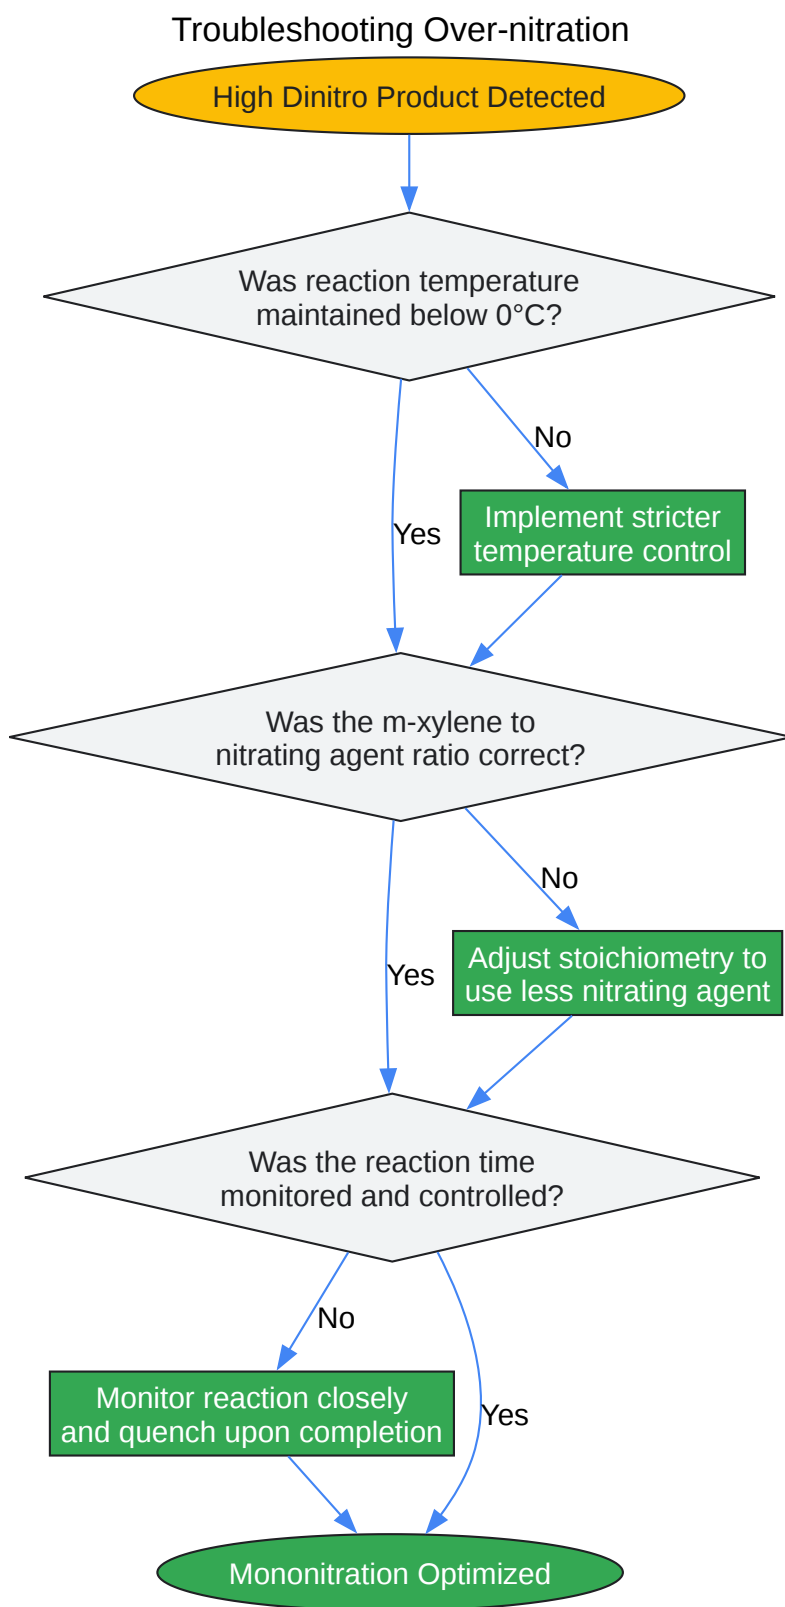 Troubleshooting Over-nitration
High Dinitro Product Detected
Was reaction temperature
maintained below 0°C?
No
Implement stricter
temperature control
Yes
Was the m-xylene to
nitrating agent ratio correct?
No
Adjust stoichiometry to
use less nitrating agent
Yes
Was the reaction time
monitored and controlled?
No
Monitor reaction closely
and quench upon completion
Yes
Mononitration Optimized